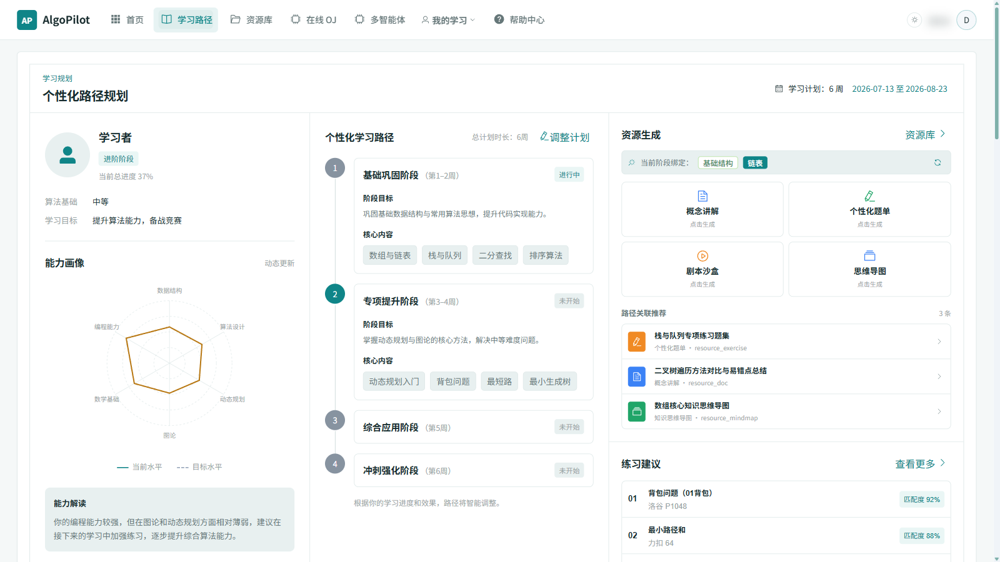 AP AlgoPilot 首页 学习路径 资源库 在线 OJ 多智能体 我的学习 帮助中心 D
学习规划
个性化路径规划
学习计划：6 周 2026-07-13 至 2026-08-23
学习者
进阶阶段
当前总进度 37%
算法基础 中等
学习目标 提升算法能力，备战竞赛
能力画像 动态更新
数据结构
编程能力 算法设计
数学基础 动态规划
图论
当前水平 目标水平
能力解读
你的编程能力较强，但在图论和动态规划方面相对薄弱，建议在
接下来的学习中加强练习，逐步提升综合算法能力。
个性化学习路径 总计划时长：6周 调整计划
1 基础巩固阶段 （第1–2周） 进行中
阶段目标
巩固基础数据结构与常用算法思想，提升代码实现能力。
核心内容
数组与链表 栈与队列 二分查找 排序算法
2 专项提升阶段 （第3–4周） 未开始
阶段目标
掌握动态规划与图论的核心方法，解决中等难度问题。
核心内容
动态规划入门 背包问题 最短路 最小生成树
3 综合应用阶段 （第5周） 未开始
4 冲刺强化阶段 （第6周） 未开始
根据你的学习进度和效果，路径将智能调整。
资源生成 资源库
当前阶段绑定： 基础结构 链表
概念讲解
点击生成
个性化题单
点击生成
剧本沙盒
点击生成
思维导图
点击生成
路径关联推荐 3 条
栈与队列专项练习题集
个性化题单 • resource_exercise
二叉树遍历方法对比与易错点总结
概念讲解 • resource_doc
数组核心知识思维导图
知识思维导图 • resource_mindmap
练习建议 查看更多
01 背包问题（01背包） 匹配度 92%
洛谷 P1048
02 最小路径和 匹配度 88%
力扣 64